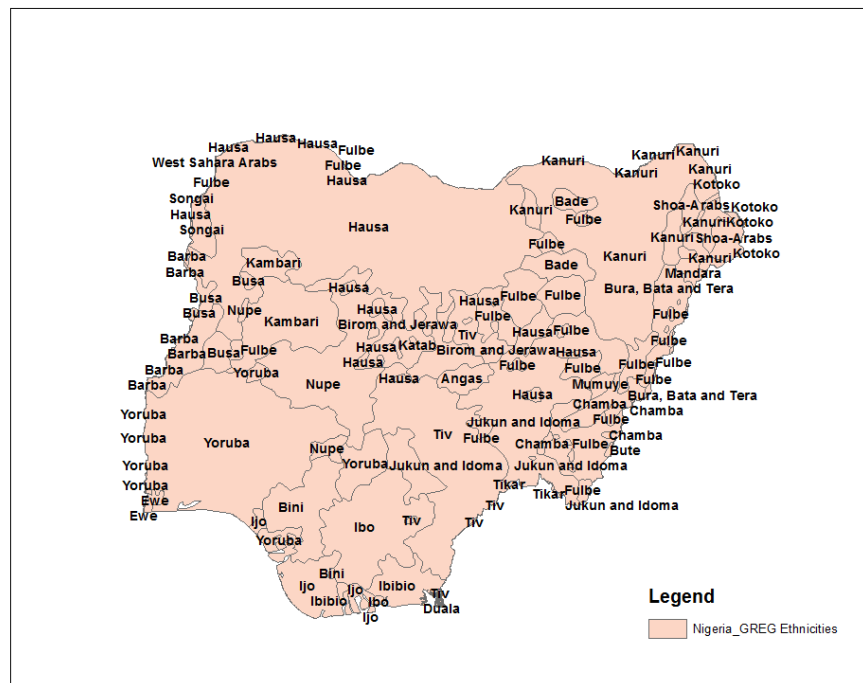 Hausa
Hausa
Hausa
Fulbe
West Sahara Arabs
Fulbe
Hausa
Fulbe
Songai
Hausa
Songai
Hausa
Kanuri
Kanuri
Kanuri
Kanuri
Kanuri
Kotoko
Bade
Kanuri
Fulbe
Shoa-Arabs
Kotoko
Kanuri
Kotoko
Kanuri
Shoa-Arabs
Fulbe
Kanuri
Kanuri
Kotoko
Barba
Barba
Kambari
Busa
Hausa
Bade
Mandara
Bura, Bata and Tera
Busa
Busa
Nupe
Kambari
Hausa
Birom and Jerawa
Hausa
Fulbe
Fulbe
Fulbe
Tiv
Hausa
Fulbe
Fulbe
Barba
Barba
Busa
Fulbe
Hausa
Katab
Birom and Jerawa
Hausa
Fulbe
Barba
Yoruba
Hausa
Fulbe
Fulbe
Fulbe
Fulbe
Barba
Nupe
Hausa
Angas
Mumuye
Fulbe
Hausa
Bura, Bata and Tera
Chamba
Chamba
Yoruba
Jukun and Idoma
Fulbe
Yoruba
Yoruba
Tiv
Fulbe
Chamba
Fulbe
Chamba
Nupe
Bute
Yoruba
Yoruba
Jukun and Idoma
Jukun and Idoma
Yoruba
Tikar
Tikar
Fulbe
Ewe
Bini
Tiv
Jukun and Idoma
Ewe
Ijo
Ibo
Tiv
Tiv
Yoruba
Bini
Ijo
Ijo
Ibibio
Tiv
Ibibio
Ibo
Duala
Ijo
Legend
Nigeria_GREG Ethnicities